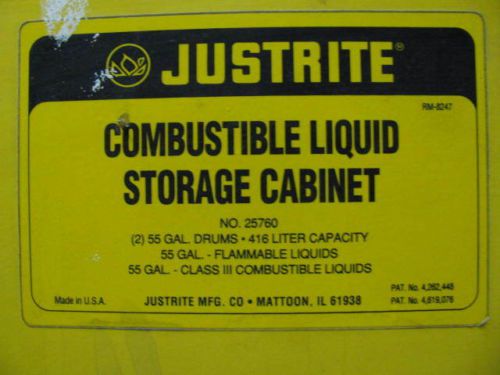 JUSTRITE®
RM-8247
COMBUSTIBLE LIQUID
STORAGE CABINET
NO. 25760
(2) 55 GAL. DRUMS • 416 LITER CAPACITY
55 GAL. - FLAMMABLE LIQUIDS
55 GAL. - CLASS III COMBUSTIBLE LIQUIDS
PAT. No. 4,262,448
Made in U.S.A. JUSTRITE MFG. CO • MATTOON, IL 61938 PAT. No. 4,619,076